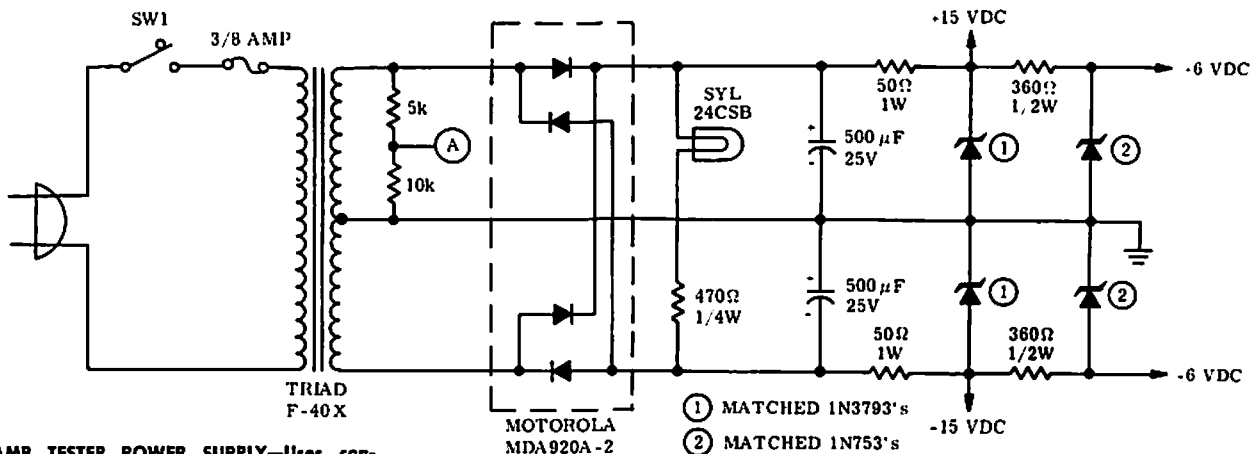 SW1
3/8 AMP
5k
A
10k
TRIAD
F-40X
MOTOROLA
MDA920A-2
SYL
24CSB
470Ω
1/4W
+
500 μF
25V
-
-
500 μF
25V
-
50Ω
1W
+15 VDC
360Ω
1/2W
-6 VDC
1
2
1
2
50Ω
1W
360Ω
1/2W
-6 VDC
-15 VDC
1 MATCHED 1N3793's
2 MATCHED 1N753's
AMP TESTER POWER SUPPLY—Uses